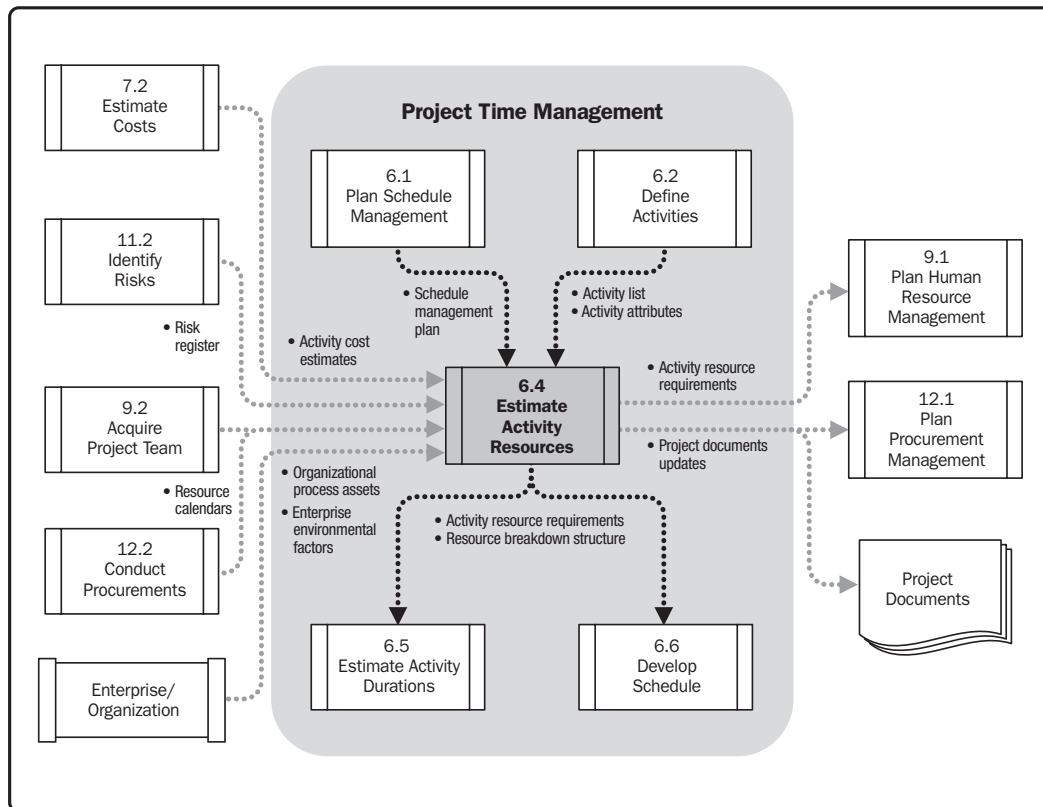 Project Time Management
7.2
Estimate
Costs
6.1
Plan Schedule
Management
6.2
Define
Activities
11.2
Identify
Risks
9.1
Plan Human
Resource
Management
• Risk
register
• Schedule
management
plan
• Activity list
• Activity attributes
• Activity cost
estimates
6.4
Estimate
Activity
Resources
• Activity resource
requirements
9.2
Acquire
Project Team
12.1
Plan
Procurement
Management
• Project documents
updates
• Resource
calendars
• Organizational
process assets
• Enterprise
environmental
factors
• Activity resource requirements
• Resource breakdown structure
12.2
Conduct
Procurements
Project
Documents
6.5
Estimate Activity
Durations
6.6
Develop
Schedule
Enterprise/
Organization